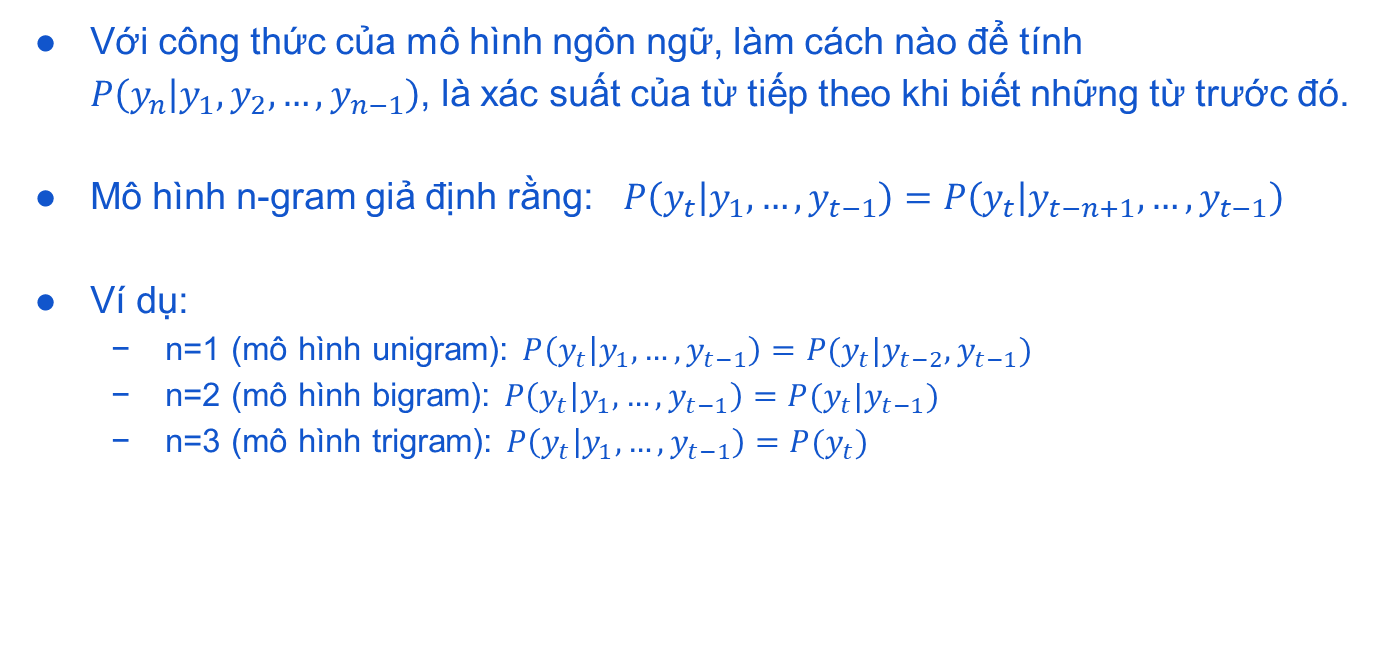 ● Với công thức của mô hình ngôn ngữ, làm cách nào để tính
P(yₙ|y₁, y₂, …, yₙ₋₁), là xác suất của từ tiếp theo khi biết những từ trước đó.
● Mô hình n-gram giả định rằng: P(yₜ|y₁, …, yₜ₋₁) = P(yₜ|yₜ₋ₙ₊₁, …, yₜ₋₁)
● Ví dụ:
− n=1 (mô hình unigram): P(yₜ|y₁, …, yₜ₋₁) = P(yₜ|yₜ₋₂, yₜ₋₁)
− n=2 (mô hình bigram): P(yₜ|y₁, …, yₜ₋₁) = P(yₜ|yₜ₋₁)
− n=3 (mô hình trigram): P(yₜ|y₁, …, yₜ₋₁) = P(yₜ)